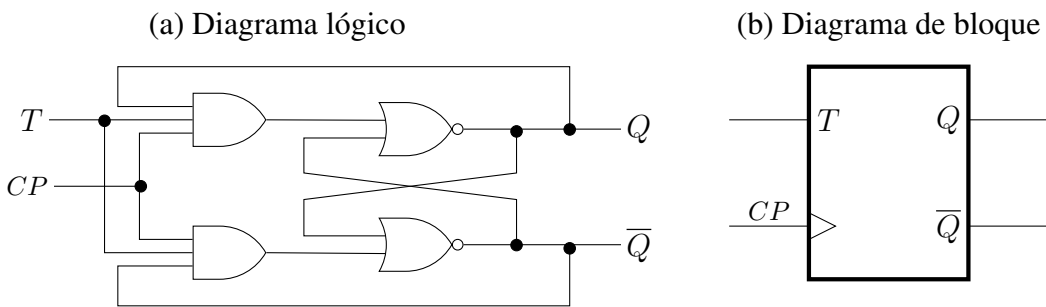 (a) Diagrama lógico
T
CP
Q
Q̅
(b) Diagrama de bloque
T
Q
CP
Q̅